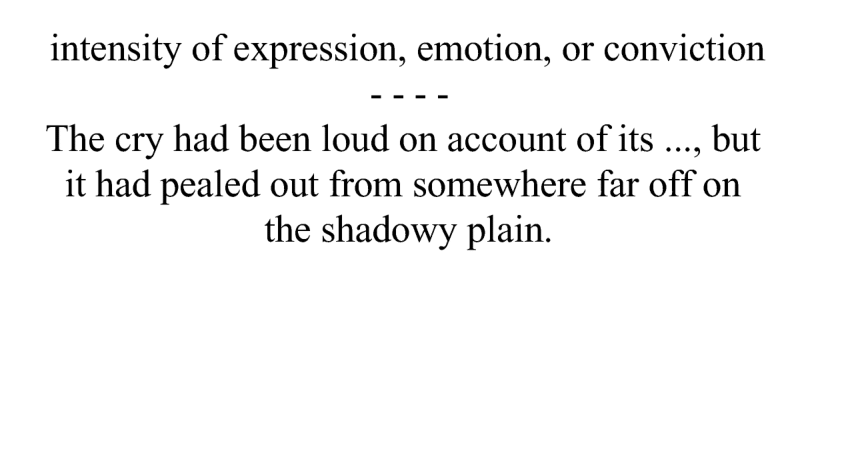 intensity of expression, emotion, or conviction
- - - -
The cry had been loud on account of its ..., but
it had pealed out from somewhere far off on
the shadowy plain.